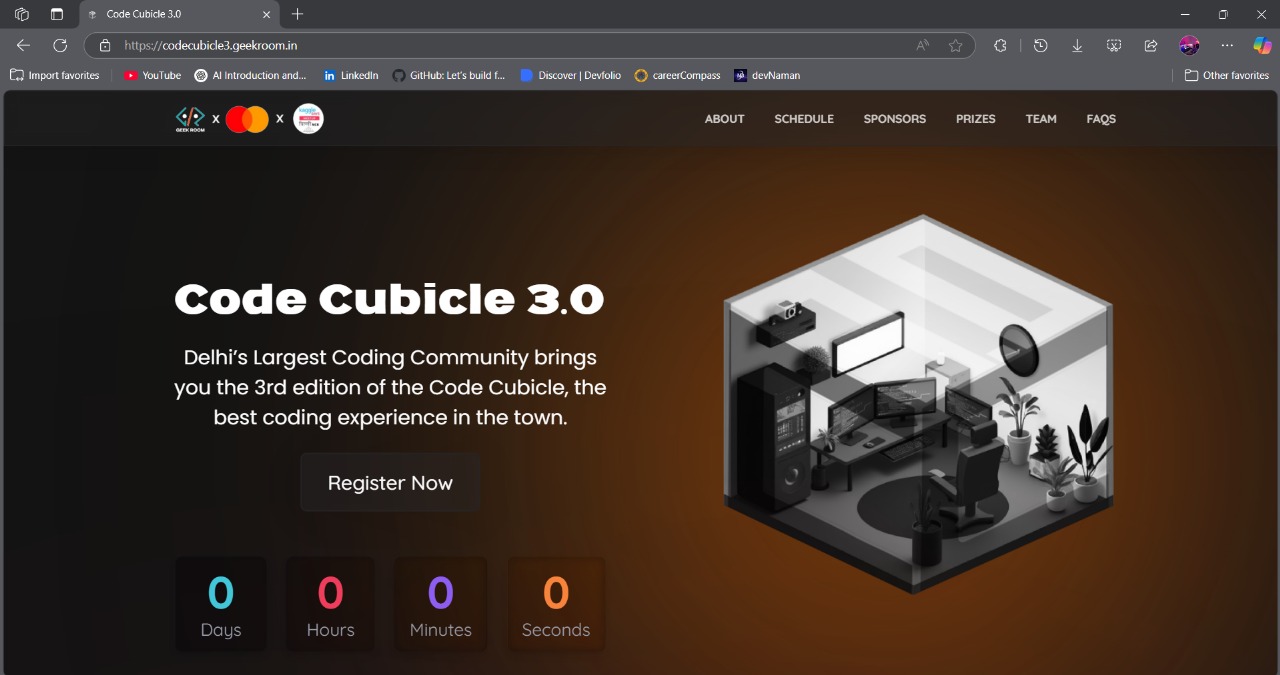 Code Cubicle 3.0
https://codecubicle3.geekroom.in
Import favorites
YouTube
AI Introduction and...
LinkedIn
GitHub: Let's build f...
Discover | Devfolio
careerCompass
devNaman
Other favorites
GEEK ROOM
X
X
ABOUT
SCHEDULE
SPONSORS
PRIZES
TEAM
FAQS
Code Cubicle 3.0
Delhi's Largest Coding Community brings
you the 3rd edition of the Code Cubicle, the
best coding experience in the town.
Register Now
0
Days
0
Hours
0
Minutes
0
Seconds